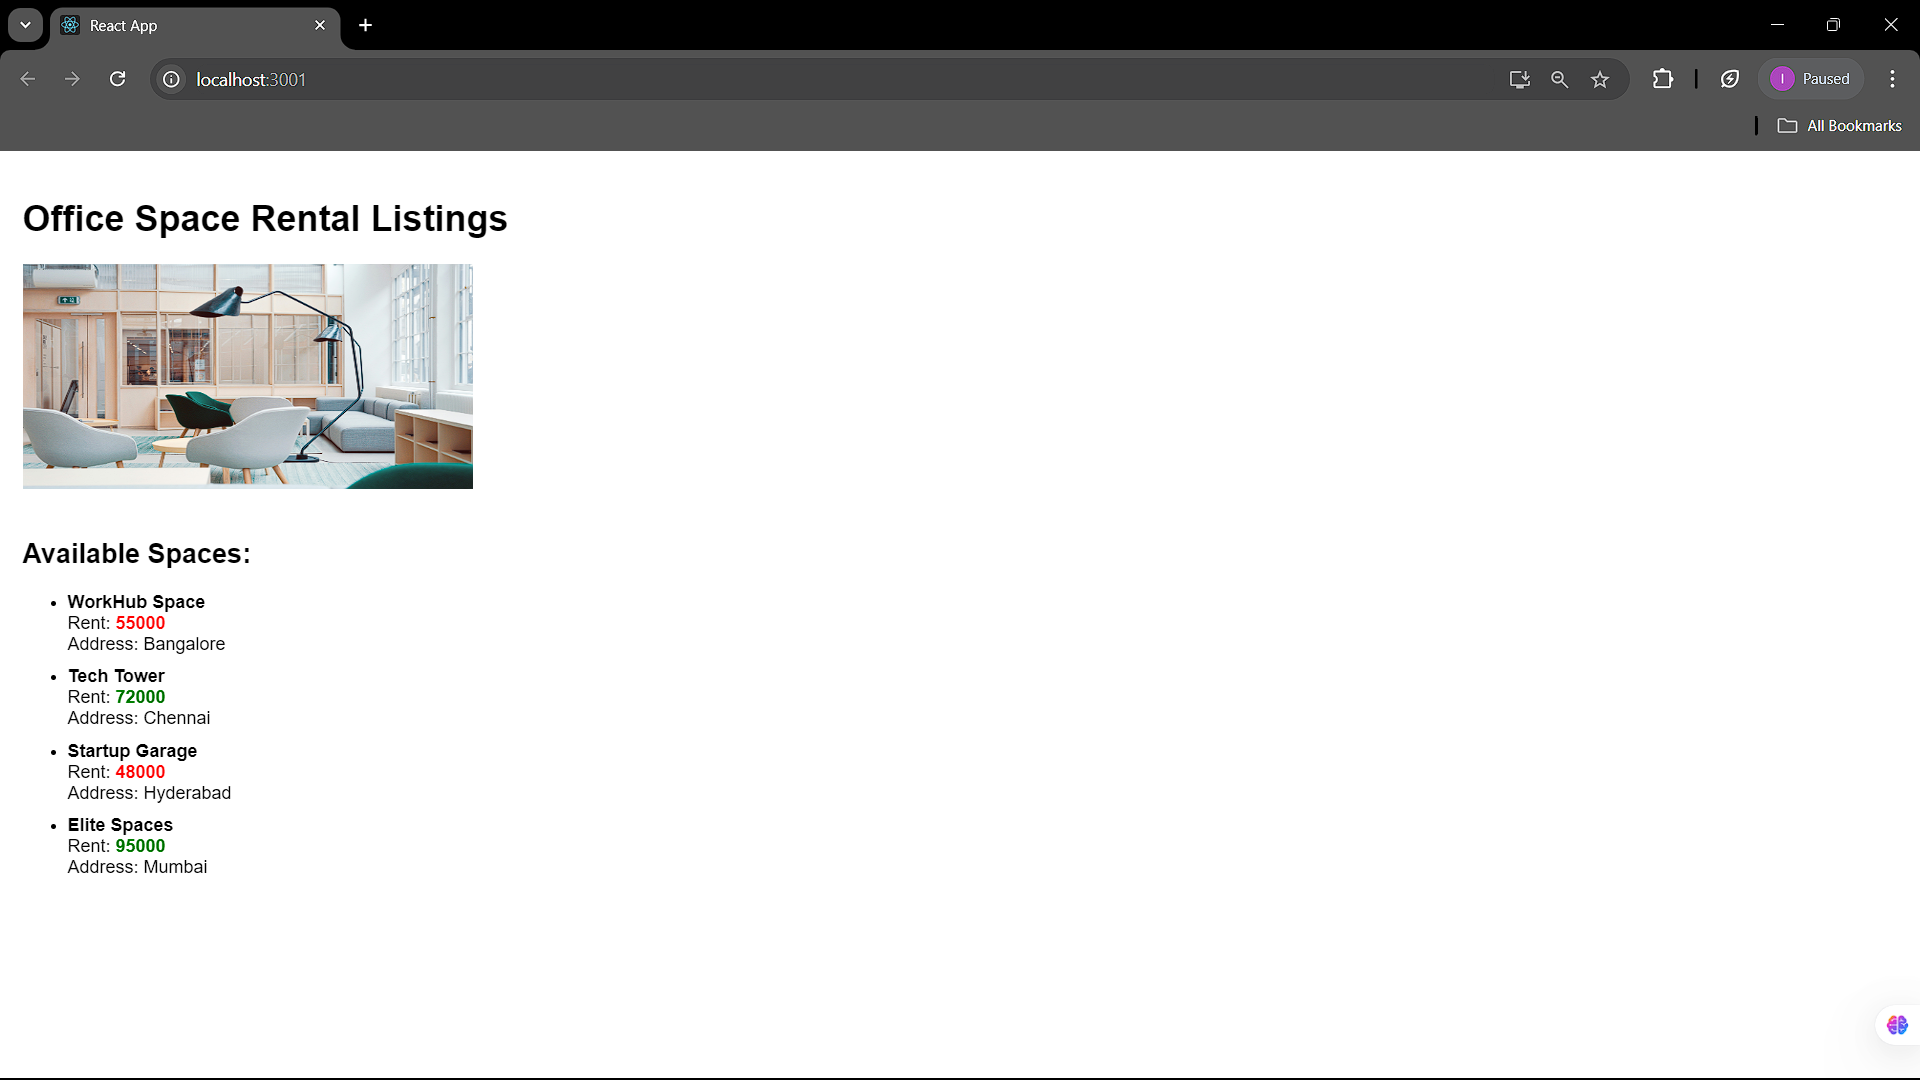 React App
localhost:3001
I
Paused
All Bookmarks
Office Space Rental Listings
Available Spaces:
WorkHub Space
Rent: 55000
Address: Bangalore
Tech Tower
Rent: 72000
Address: Chennai
Startup Garage
Rent: 48000
Address: Hyderabad
Elite Spaces
Rent: 95000
Address: Mumbai